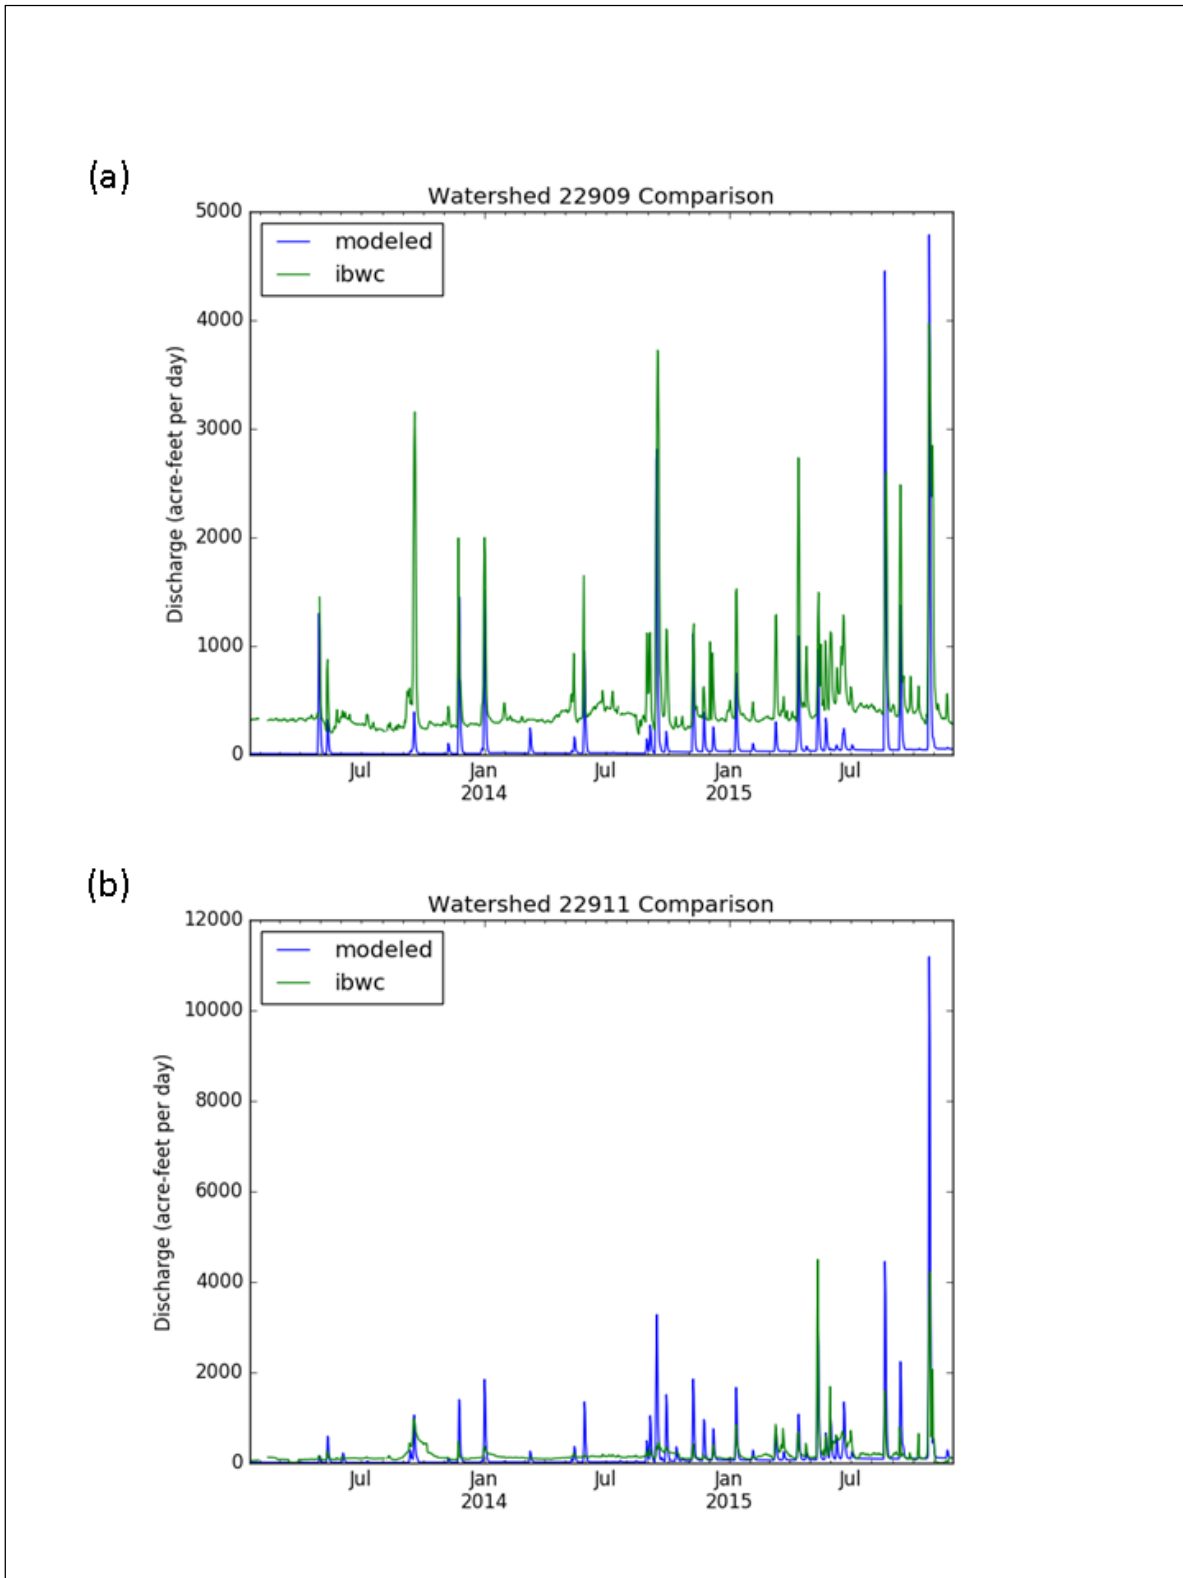 (a)
Watershed 22909 Comparison
5000
4000
3000
2000
1000
0
Discharge (acre-feet per day)
modeled
ibwc
Jul
Jan
2014
Jul
Jan
2015
Jul
(b)
Watershed 22911 Comparison
12000
10000
8000
6000
4000
2000
0
Discharge (acre-feet per day)
modeled
ibwc
Jul
Jan
2014
Jul
Jan
2015
Jul